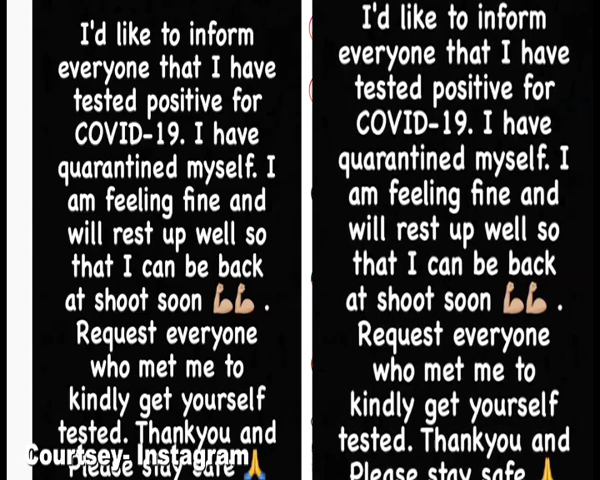 I'd like to inform
everyone that I have
tested positive for
COVID-19. I have
quarantined myself. I
am feeling fine and
will rest up well so
that I can be back
at shoot soon 💪🏼💪🏼 .
Request everyone
who met me to
kindly get yourself
tested. Thankyou and
Please stay safe 🙏
Courtsey- Instagram
I'd like to inform
everyone that I have
tested positive for
COVID-19. I have
quarantined myself. I
am feeling fine and
will rest up well so
that I can be back
at shoot soon 💪🏼💪🏼 .
Request everyone
who met me to
kindly get yourself
tested. Thankyou and
Please stay safe 🙏